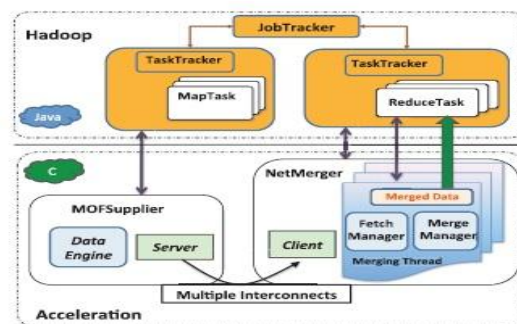 Hadoop
JobTracker
TaskTracker
MapTask
TaskTracker
ReduceTask
Java
C
NetMerger
MOFSupplier
Data
Engine
Server
Client
Merged Data
Fetch
Manager
Merge
Manager
Merging Thread
Multiple Interconnects
Acceleration